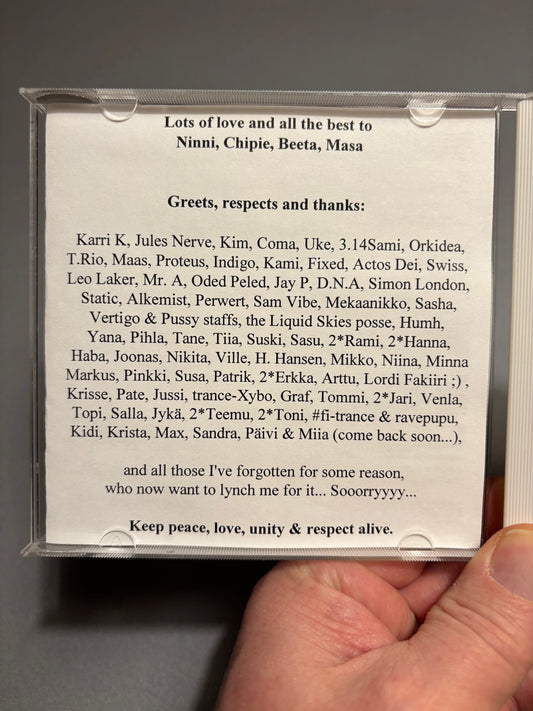 Lots of love and all the best to
Ninni, Chipie, Beeta, Masa
Greets, respects and thanks:
Karri K, Jules Nerve, Kim, Coma, Uke, 3.14Sami, Orkidea,
T.Rio, Maas, Proteus, Indigo, Kami, Fixed, Actos Dei, Swiss,
Leo Laker, Mr. A, Oded Peled, Jay P, D.N.A, Simon London,
Static, Alkemist, Perwert, Sam Vibe, Mekaanikko, Sasha,
Vertigo & Pussy staffs, the Liquid Skies posse, Humh,
Yana, Pihla, Tane, Tiia, Suski, Sasu, 2*Rami, 2*Hanna,
Haba, Joonas, Nikita, Ville, H. Hansen, Mikko, Niina, Minna
Markus, Pinkki, Susa, Patrik, 2*Erkka, Arttu, Lordi Fakiiri ;) ,
Krisse, Pate, Jussi, trance-Xybo, Graf, Tommi, 2*Jari, Venla,
Topi, Salla, Jykä, 2*Teemu, 2*Toni, #fi-trance & ravepupu,
Kidi, Krista, Max, Sandra, Päivi & Miia (come back soon...),
and all those I've forgotten for some reason,
who now want to lynch me for it... Sooorryyyy...
Keep peace, love, unity & respect alive.